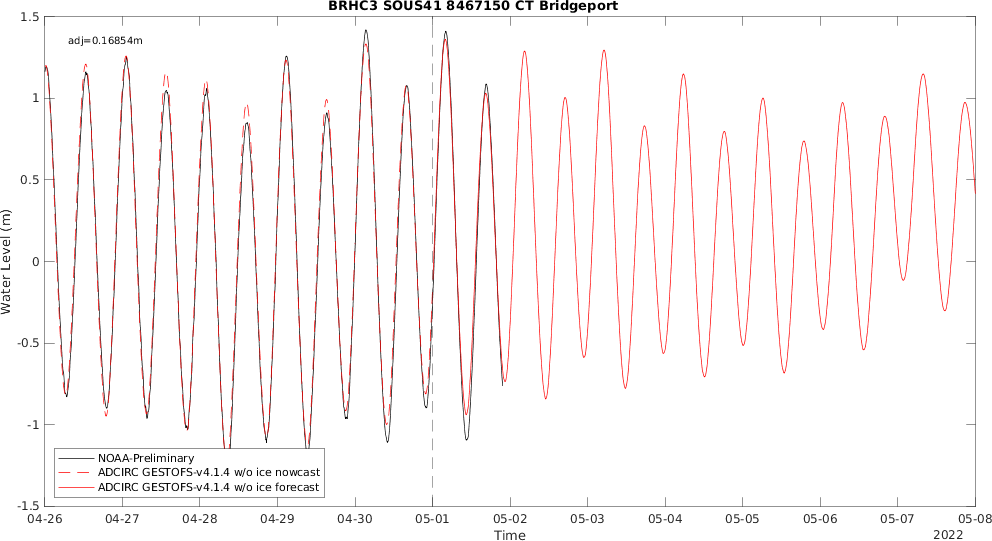 BRHC3 SOUS41 8467150 CT Bridgeport
adj=0.16854m
1.5
1
0.5
0
-0.5
-1
-1.5
Water Level (m)
NOAA-Preliminary
ADCIRC GESTOFS-v4.1.4 w/o ice nowcast
ADCIRC GESTOFS-v4.1.4 w/o ice forecast
04-26 04-27 04-28 04-29 04-30 05-01 05-02 05-03 05-04 05-05 05-06 05-07 05-08
Time
2022